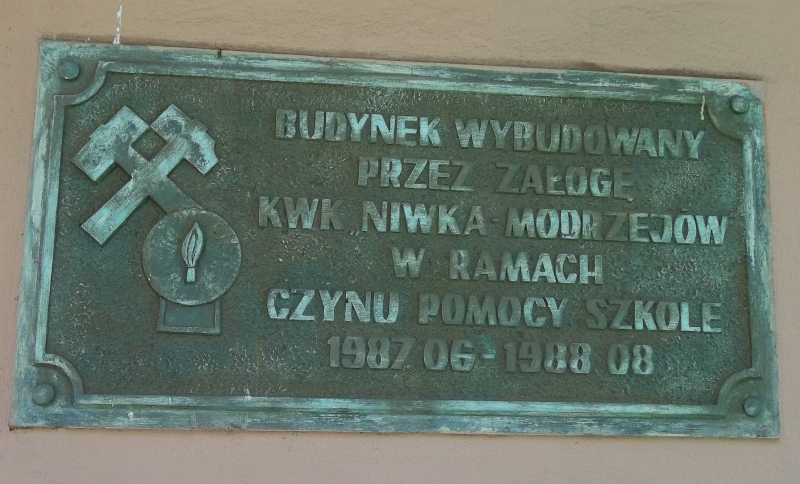 BUDYNEK WYBUDOWANY
PRZEZ ZAŁOGĘ
KWK „NIWKA-MODRZEJÓW”
W RAMACH
CZYNU POMOCY SZKOLE
1987 06-1988 08